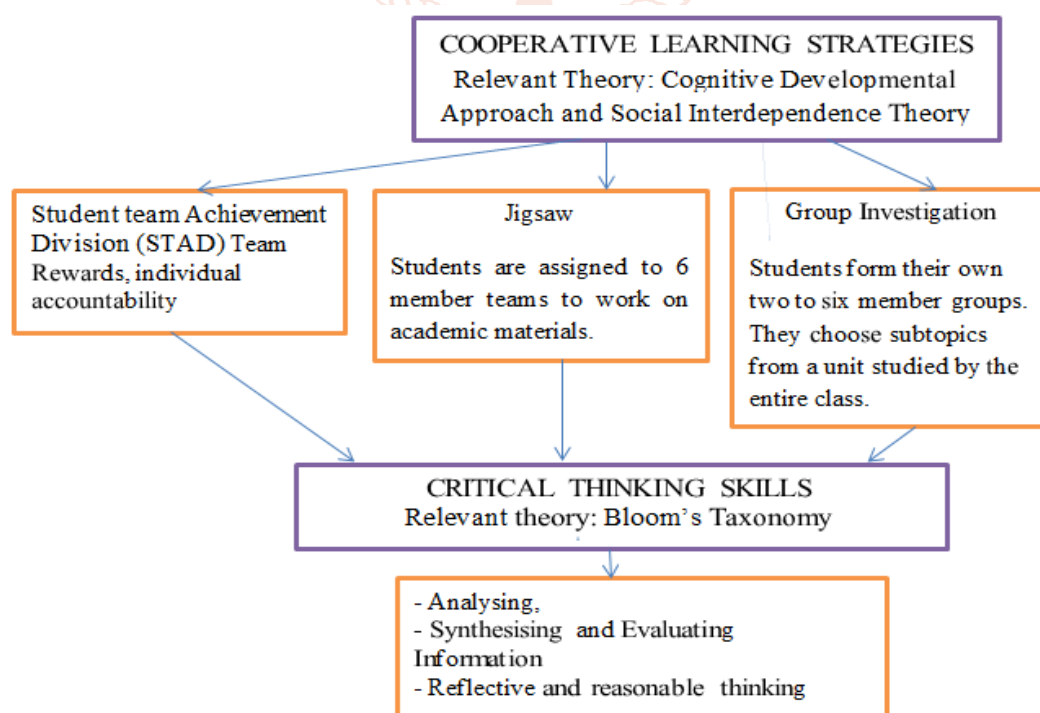 COOPERATIVE LEARNING STRATEGIES
Relevant Theory: Cognitive Developmental
Approach and Social Interdependence Theory
Student team Achievement
Division (STAD) Team
Rewards, individual
accountability
Jigsaw
Students are assigned to 6
member teams to work on
academic materials.
Group Investigation
Students form their own
two to six member groups.
They choose subtopics
from a unit studied by the
entire class.
CRITICAL THINKING SKILLS
Relevant theory: Bloom’s Taxonomy
- Analysing,
- Synthesising and Evaluating
Information
- Reflective and reasonable thinking